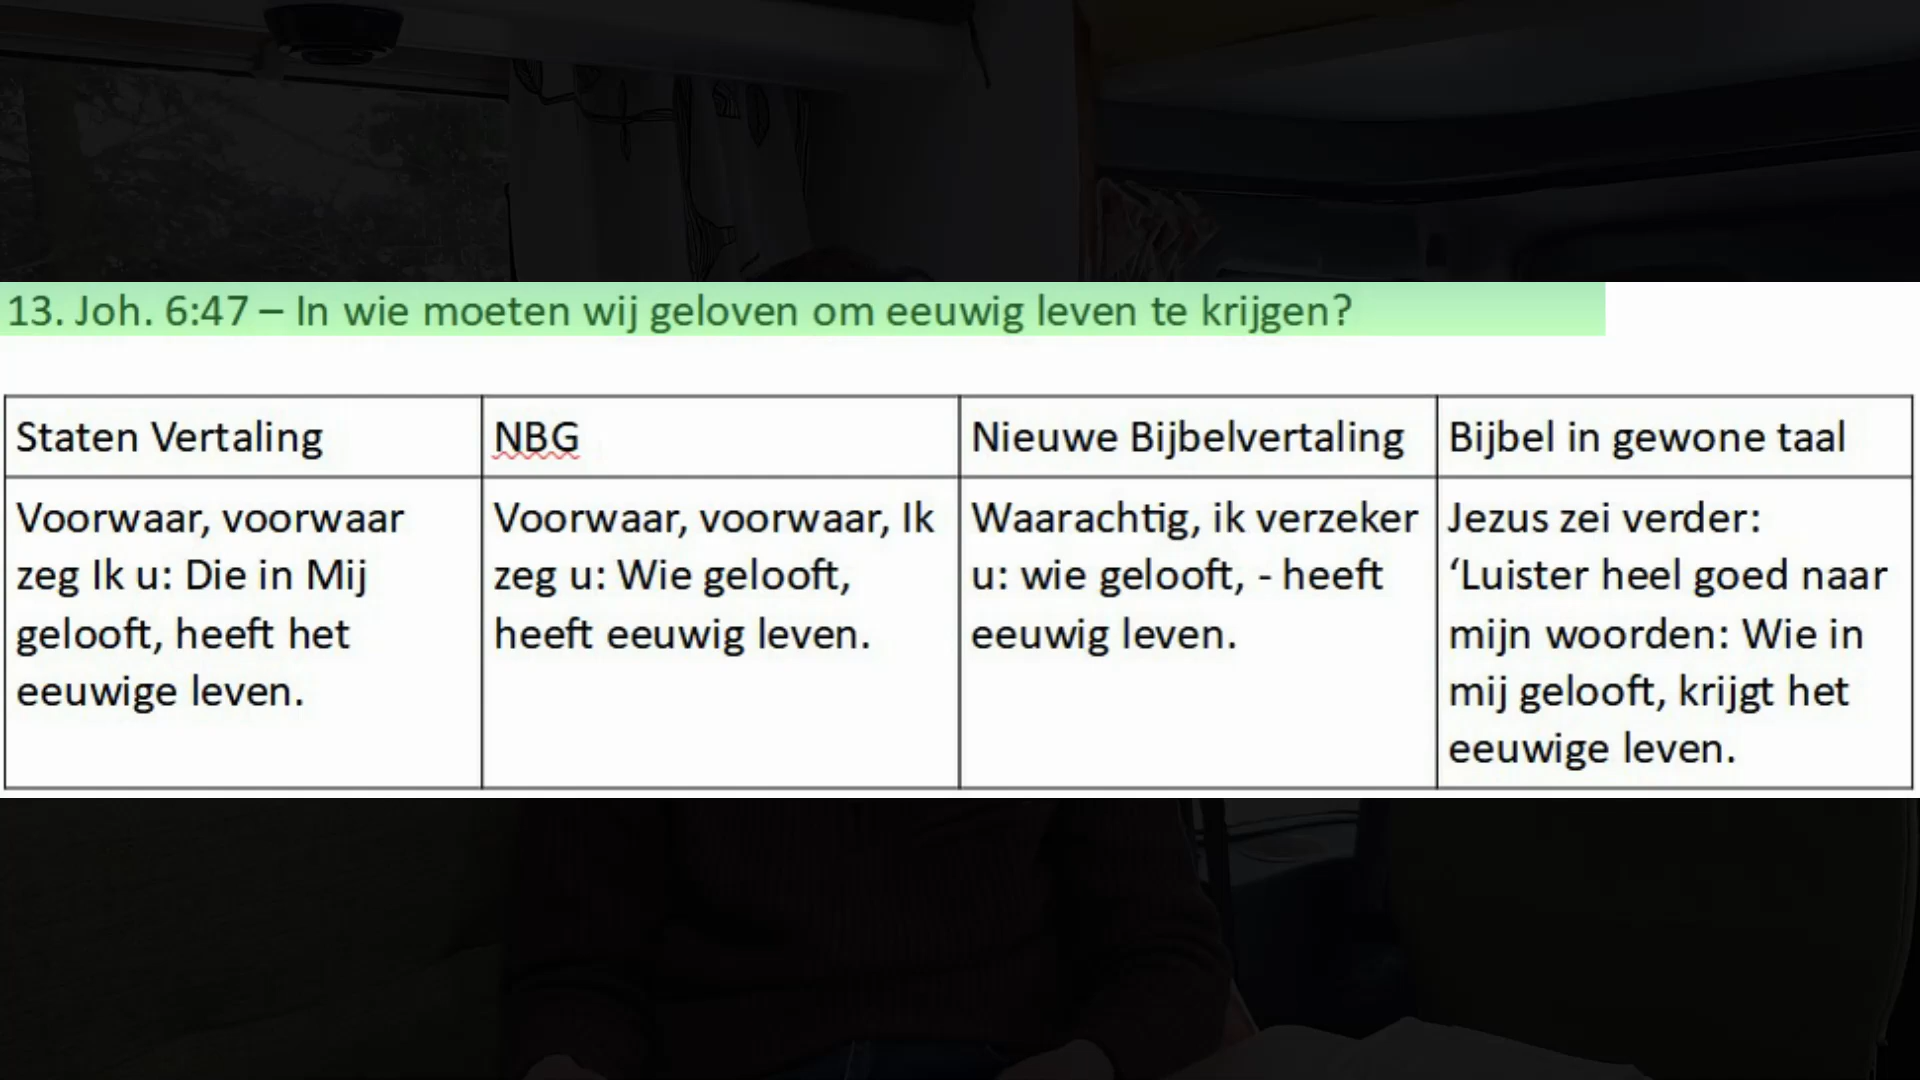 13. Joh. 6:47 – In wie moeten wij geloven om eeuwig leven te krijgen?
Staten Vertaling
NBG
Nieuwe Bijbelvertaling
Bijbel in gewone taal
Voorwaar, voorwaar
zeg Ik u: Die in Mij
gelooft, heeft het
eeuwige leven.
Voorwaar, voorwaar, Ik
zeg u: Wie gelooft,
heeft eeuwig leven.
Waarachtig, ik verzeker
u: wie gelooft, - heeft
eeuwig leven.
Jezus zei verder:
‘Luister heel goed naar
mijn woorden: Wie in
mij gelooft, krijgt het
eeuwige leven.